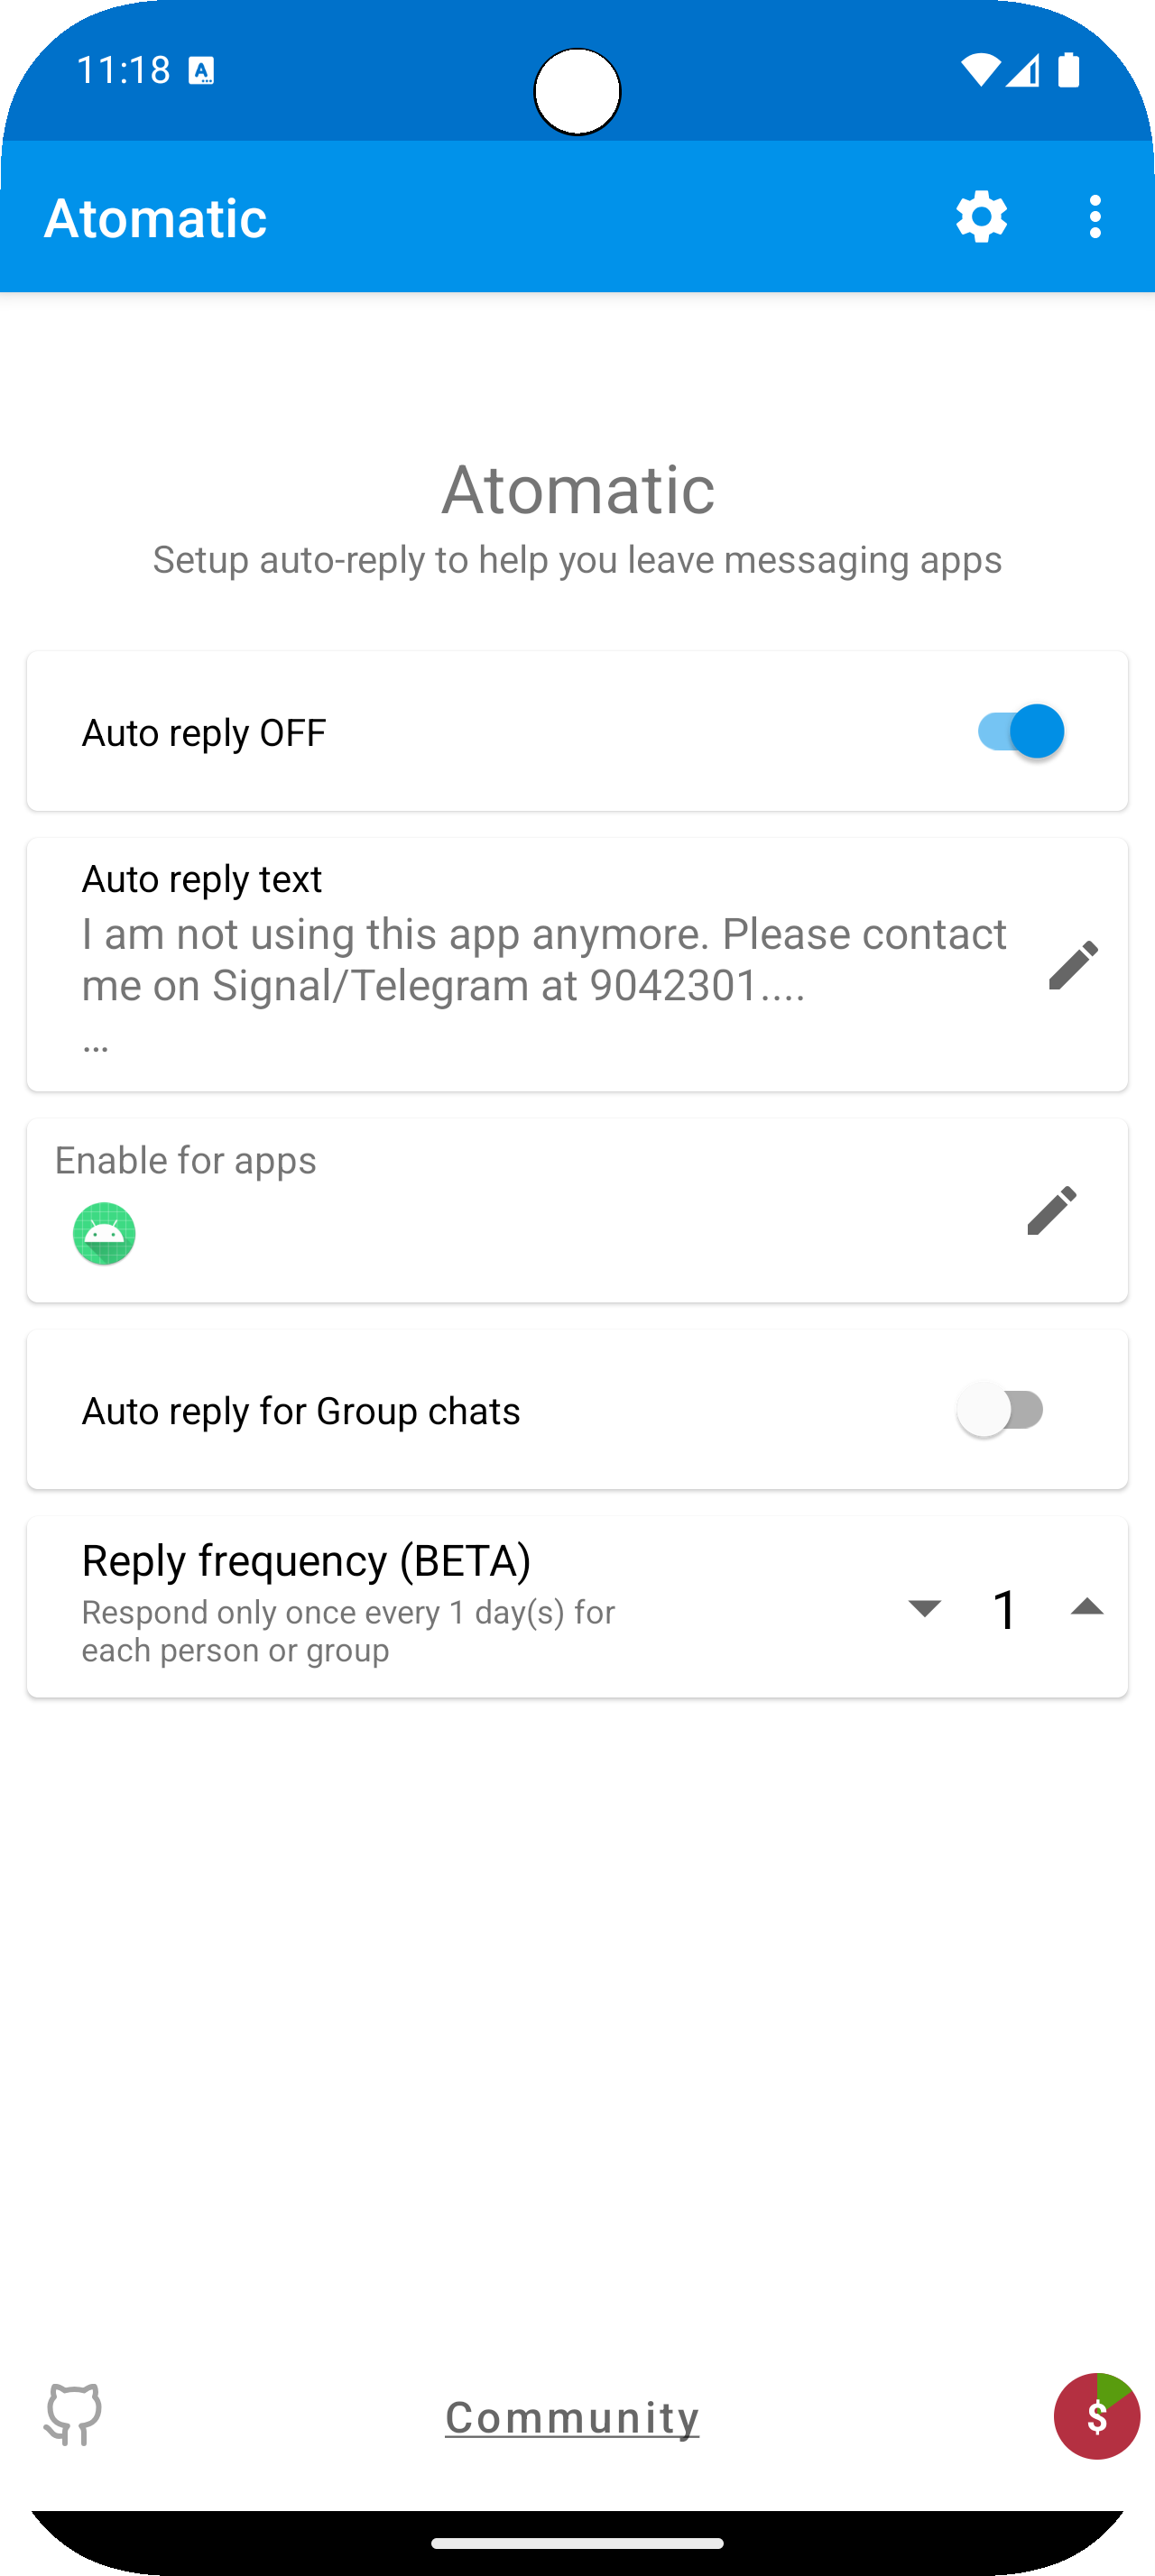 11:18
Atomatic
Atomatic
Setup auto-reply to help you leave messaging apps
Auto reply OFF
Auto reply text
I am not using this app anymore. Please contact
me on Signal/Telegram at 9042301....
...
Enable for apps
Auto reply for Group chats
Reply frequency (BETA)
Respond only once every 1 day(s) for
each person or group
1
Community
$